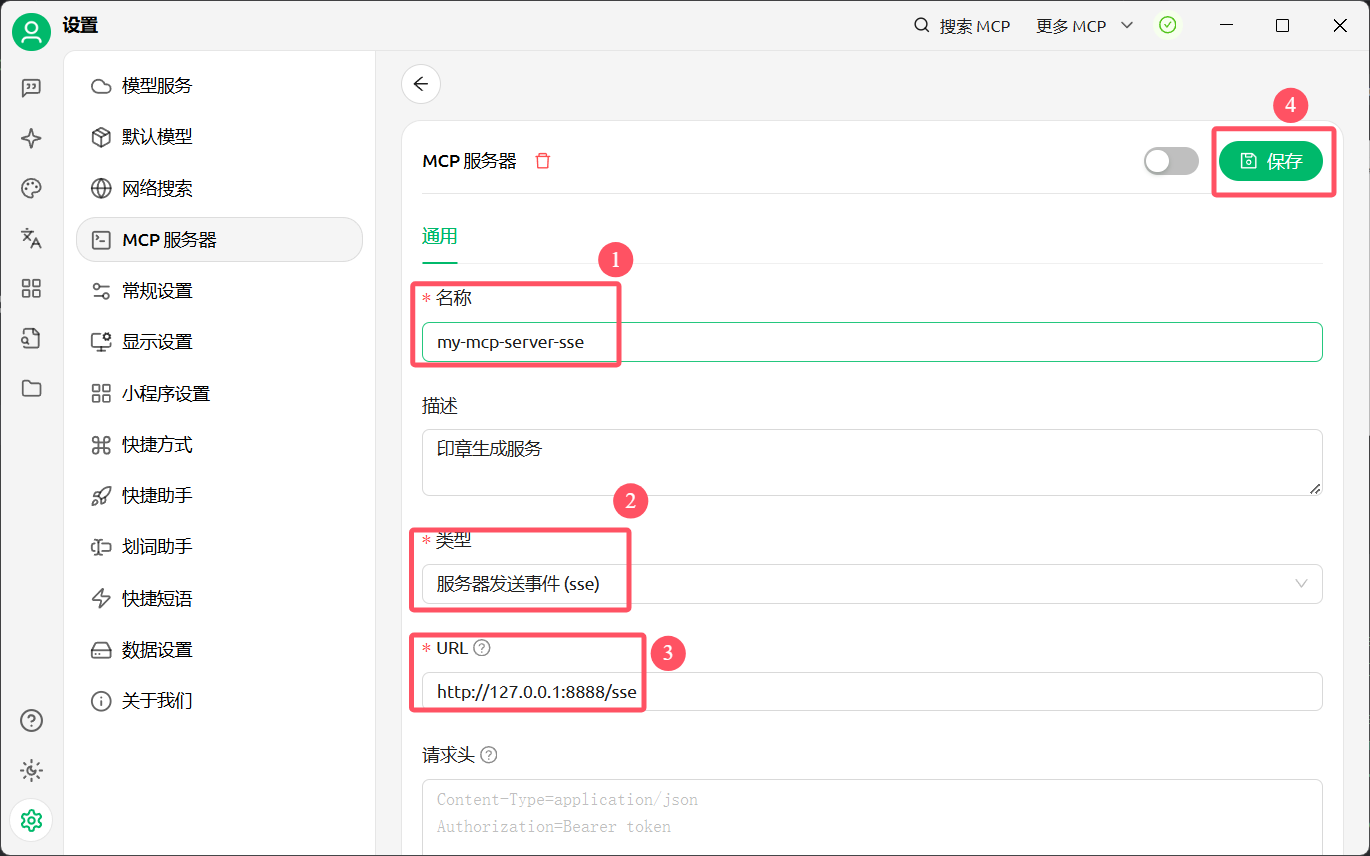 设置
搜索 MCP
更多 MCP
模型服务
默认模型
网络搜索
MCP 服务器
常规设置
显示设置
小程序设置
快捷方式
快捷助手
划词助手
快捷短语
数据设置
关于我们
4
MCP 服务器
保存
通用
1
* 名称
my-mcp-server-sse
描述
印章生成服务
2
* 类型
服务器发送事件 (sse)
* URL
3
http://127.0.0.1:8888/sse
请求头
Content-Type=application/json
Authorization=Bearer token